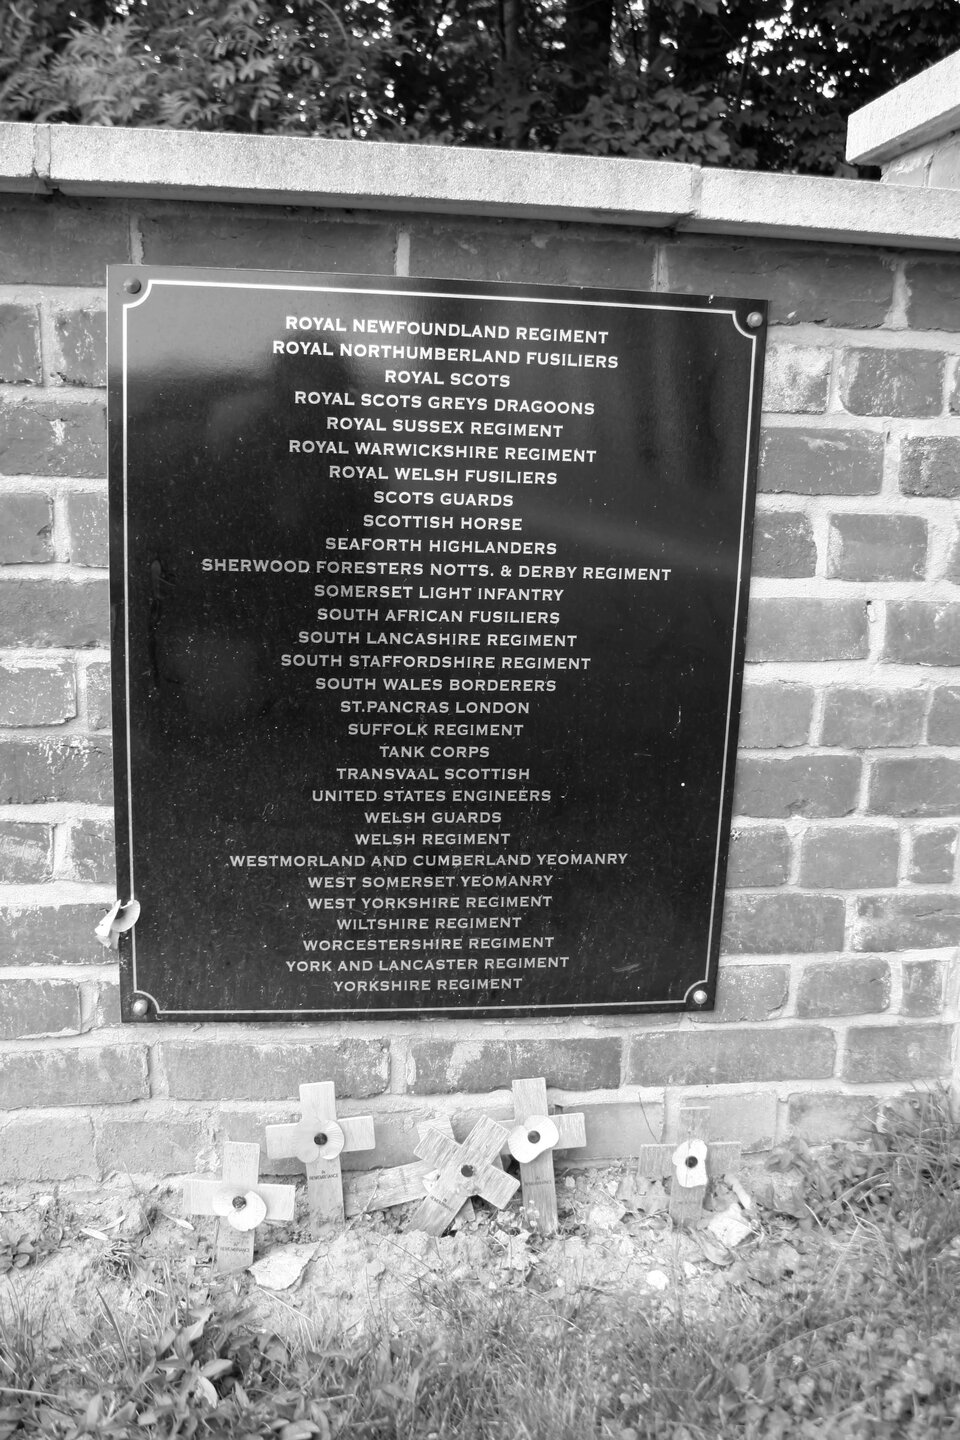 ROYAL NEWFOUNDLAND REGIMENT
ROYAL NORTHUMBERLAND FUSILIERS
ROYAL SCOTS
ROYAL SCOTS GREYS DRAGOONS
ROYAL SUSSEX REGIMENT
ROYAL WARWICKSHIRE REGIMENT
ROYAL WELSH FUSILIERS
SCOTS GUARDS
SCOTTISH HORSE
SEAFORTH HIGHLANDERS
SHERWOOD FORESTERS NOTTS. & DERBY REGIMENT
SOMERSET LIGHT INFANTRY
SOUTH AFRICAN FUSILIERS
SOUTH LANCASHIRE REGIMENT
SOUTH STAFFORDSHIRE REGIMENT
SOUTH WALES BORDERERS
ST.PANCRAS LONDON
SUFFOLK REGIMENT
TANK CORPS
TRANSVAAL SCOTTISH
UNITED STATES ENGINEERS
WELSH GUARDS
WELSH REGIMENT
WESTMORLAND AND CUMBERLAND YEOMANRY
WEST SOMERSET YEOMANRY
WEST YORKSHIRE REGIMENT
WILTSHIRE REGIMENT
WORCESTERSHIRE REGIMENT
YORK AND LANCASTER REGIMENT
YORKSHIRE REGIMENT
IN
REMEMBRANCE
REMEMBRANCE